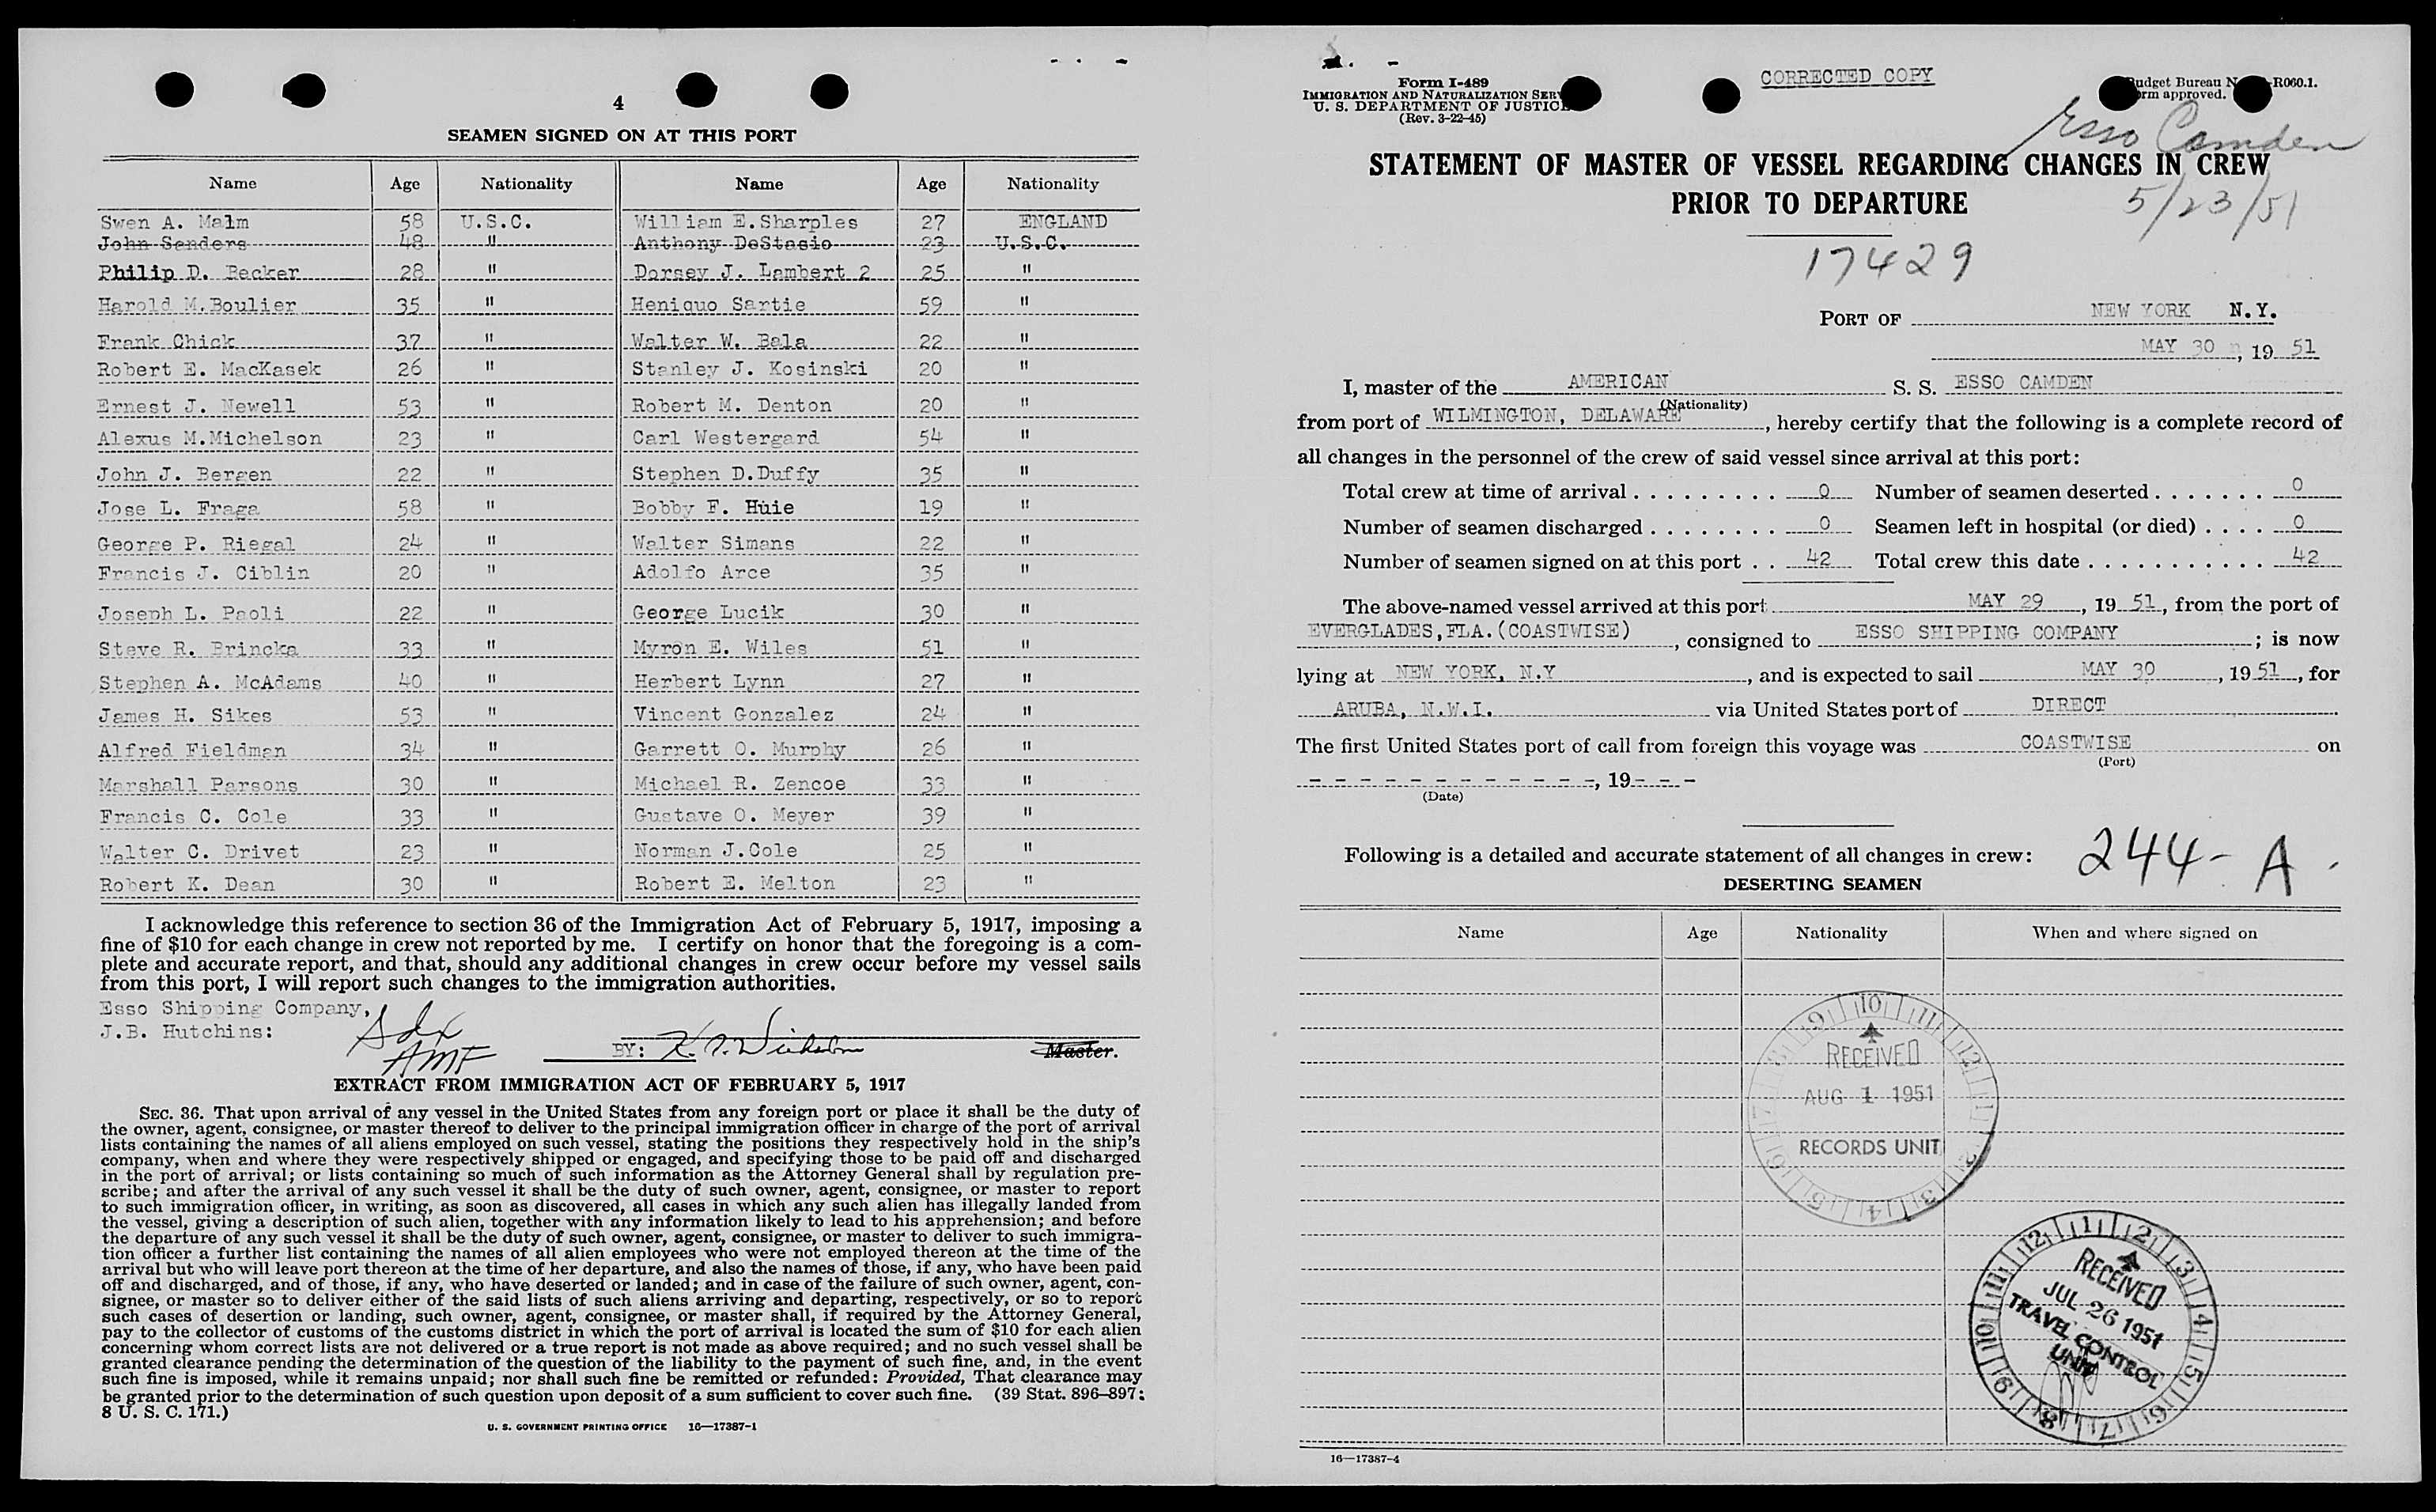 4
SEAMEN SIGNED ON AT THIS PORT
Name Age Nationality Name Age Nationality
Swen A. Malm 58 U.S.C. William E.Sharples 27 ENGLAND
John Sanders 48 " Anthony DeStasio 23 U.S.C.
Philip D. Becker 28 " Dorsey J. Lambert 2 25 "
Harold M.Boulier 35 " Heniquo Sartie 59 "
Frank Chick 37 " Walter W. Bala 22 "
Robert E. MacKasek 26 " Stanley J. Kosinski 20 "
Ernest J. Newell 53 " Robert M. Denton 20 "
Alexus M.Michelson 23 " Carl Westergard 54 "
John J. Bergen 22 " Stephen D.Duffy 35 "
Jose L. Fraga 58 " Bobby F. Huie 19 "
George P. Riegal 24 " Walter Simans 22 "
Francis J. Ciblin 20 " Adolfo Arce 35 "
Joseph L. Paoli 22 " George Lucik 30 "
Steve R. Brincka 33 " Myron E. Wiles 51 "
Stephen A. McAdams 40 " Herbert Lynn 27 "
James H. Sikes 53 " Vincent Gonzalez 24 "
Alfred Fieldman 34 " Garrett O. Murphy 26 "
Marshall Parsons 30 " Michael R. Zencoe 33 "
Francis C. Cole 33 " Gustave O. Meyer 39 "
Walter C. Drivet 23 " Norman J.Cole 25 "
Robert K. Dean 30 " Robert E. Melton 23 "
I acknowledge this reference to section 36 of the Immigration Act of February 5, 1917, imposing a
fine of $10 for each change in crew not reported by me. I certify on honor that the foregoing is a com-
plete and accurate report, and that, should any additional changes in crew occur before my vessel sails
from this port, I will report such changes to the immigration authorities.
Esso Shipping Company,
J.B. Hutchins:
AMF
BY: Master.
EXTRACT FROM IMMIGRATION ACT OF FEBRUARY 5, 1917
SEC. 36. That upon arrival of any vessel in the United States from any foreign port or place it shall be the duty of
the owner, agent, consignee, or master thereof to deliver to the principal immigration officer in charge of the port of arrival
lists containing the names of all aliens employed on such vessel, stating the positions they respectively hold in the ship's
company, when and where they were respectively shipped or engaged, and specifying those to be paid off and discharged
in the port of arrival; or lists containing so much of such information as the Attorney General shall by regulation pre-
scribe; and after the arrival of any such vessel it shall be the duty of such owner, agent, consignee, or master to report
to such immigration officer, in writing, as soon as discovered, all cases in which any such alien has illegally landed from
the vessel, giving a description of such alien, together with any information likely to lead to his apprehension; and before
the departure of any such vessel it shall be the duty of such owner, agent, consignee, or master to deliver to such immigra-
tion officer a further list containing the names of all alien employees who were not employed thereon at the time of the
arrival but who will leave port thereon at the time of her departure, and also the names of those, if any, who have been paid
off and discharged, and of those, if any, who have deserted or landed; and in case of the failure of such owner, agent, con-
signee, or master so to deliver either of the said lists of such aliens arriving and departing, respectively, or so to report
such cases of desertion or landing, such owner, agent, consignee, or master shall, if required by the Attorney General,
pay to the collector of customs of the customs district in which the port of arrival is located the sum of $10 for each alien
concerning whom correct lists are not delivered or a true report is not made as above required; and no such vessel shall be
granted clearance pending the determination of the question of the liability to the payment of such fine, and, in the event
such fine is imposed, while it remains unpaid; nor shall such fine be remitted or refunded: Provided, That clearance may
be granted prior to the determination of such question upon deposit of a sum sufficient to cover such fine. (39 Stat. 896–897;
8 U. S. C. 171.)
U. S. GOVERNMENT PRINTING OFFICE 16—17387-1
Form I-489
IMMIGRATION AND NATURALIZATION SER
U. S. DEPARTMENT OF JUSTIC
(Rev. 3-22-45)
CORRECTED COPY
udget Bureau N R060.1.
rm approved.
Esso Camden
STATEMENT OF MASTER OF VESSEL REGARDING CHANGES IN CREW
PRIOR TO DEPARTURE
5/23/51
17429
PORT OF NEW YORK N.Y.
MAY 30, 19 51
I, master of the AMERICAN S. S. ESSO CAMDEN
(Nationality)
from port of WILMINGTON, DELAWARE, hereby certify that the following is a complete record of
all changes in the personnel of the crew of said vessel since arrival at this port:
Total crew at time of arrival . . . . . . . . . 0 Number of seamen deserted . . . . . . . 0
Number of seamen discharged . . . . . . . . 0 Seamen left in hospital (or died) . . . . 0
Number of seamen signed on at this port . . 42 Total crew this date . . . . . . . . . . . . 42
The above-named vessel arrived at this port MAY 29, 19 51, from the port of
EVERGLADES,FLA.(COASTWISE), consigned to ESSO SHIPPING COMPANY; is now
lying at NEW YORK, N.Y, and is expected to sail MAY 30, 19 51, for
ARUBA, N.W.I. via United States port of DIRECT
The first United States port of call from foreign this voyage was COASTWISE on
(Port)
- - - - - - - - - - - - - -, 19 - - -
(Date)
Following is a detailed and accurate statement of all changes in crew:
244-A.
DESERTING SEAMEN
Name Age Nationality When and where signed on
9 10 11 12 1 2 3 4 5 6 7 8
RECEIVED
AUG 1 1951
RECORDS UNIT
12 1 2 3 4 5 6 7 8 9 10 11
RECEIVED
JUL 26 1951
TRAVEL CONTROL
UNIT
16—17387-4